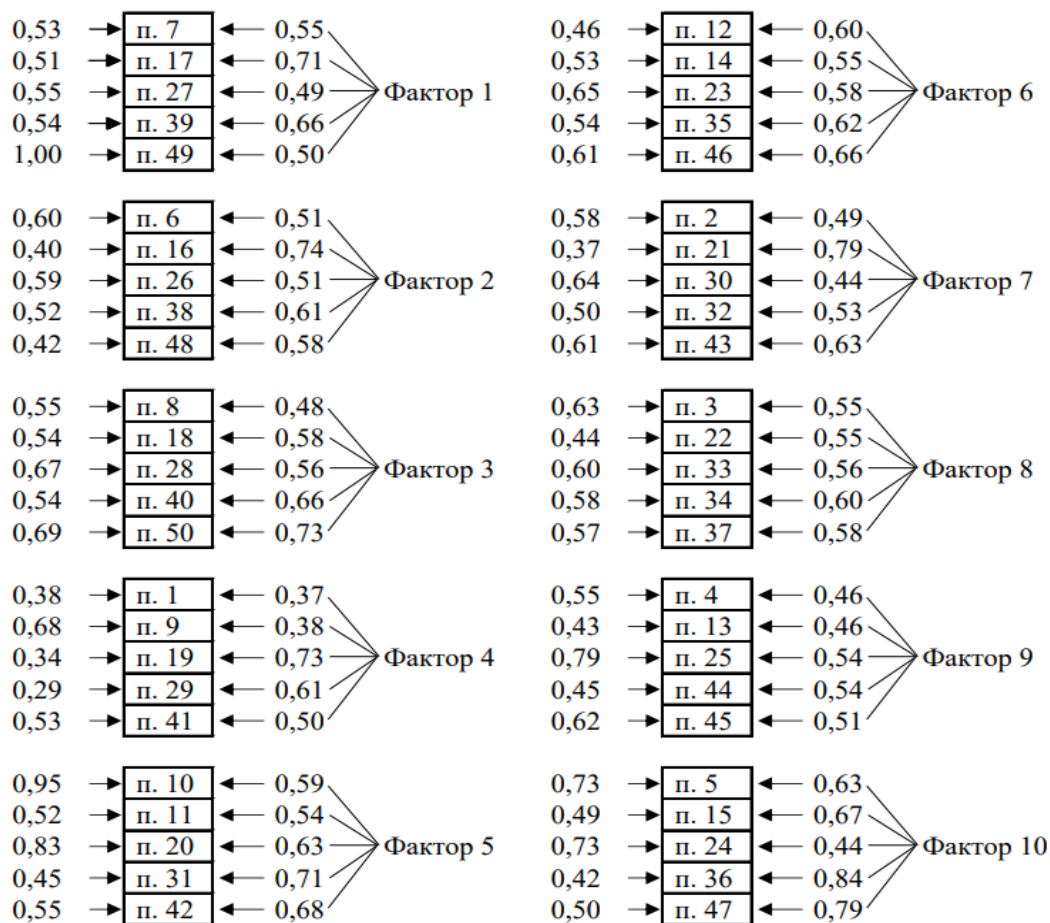 0,53 п. 7 0,55
0,51 п. 17 0,71
0,55 п. 27 0,49 Фактор 1
0,54 п. 39 0,66
1,00 п. 49 0,50
0,60 п. 6 0,51
0,40 п. 16 0,74
0,59 п. 26 0,51 Фактор 2
0,52 п. 38 0,61
0,42 п. 48 0,58
0,55 п. 8 0,48
0,54 п. 18 0,58
0,67 п. 28 0,56 Фактор 3
0,54 п. 40 0,66
0,69 п. 50 0,73
0,38 п. 1 0,37
0,68 п. 9 0,38
0,34 п. 19 0,73 Фактор 4
0,29 п. 29 0,61
0,53 п. 41 0,50
0,95 п. 10 0,59
0,52 п. 11 0,54
0,83 п. 20 0,63 Фактор 5
0,45 п. 31 0,71
0,55 п. 42 0,68
0,46 п. 12 0,60
0,53 п. 14 0,55
0,65 п. 23 0,58 Фактор 6
0,54 п. 35 0,62
0,61 п. 46 0,66
0,58 п. 2 0,49
0,37 п. 21 0,79
0,64 п. 30 0,44 Фактор 7
0,50 п. 32 0,53
0,61 п. 43 0,63
0,63 п. 3 0,55
0,44 п. 22 0,55
0,60 п. 33 0,56 Фактор 8
0,58 п. 34 0,60
0,57 п. 37 0,58
0,55 п. 4 0,46
0,43 п. 13 0,46
0,79 п. 25 0,54 Фактор 9
0,45 п. 44 0,54
0,62 п. 45 0,51
0,73 п. 5 0,63
0,49 п. 15 0,67
0,73 п. 24 0,44 Фактор 10
0,42 п. 36 0,84
0,50 п. 47 0,79